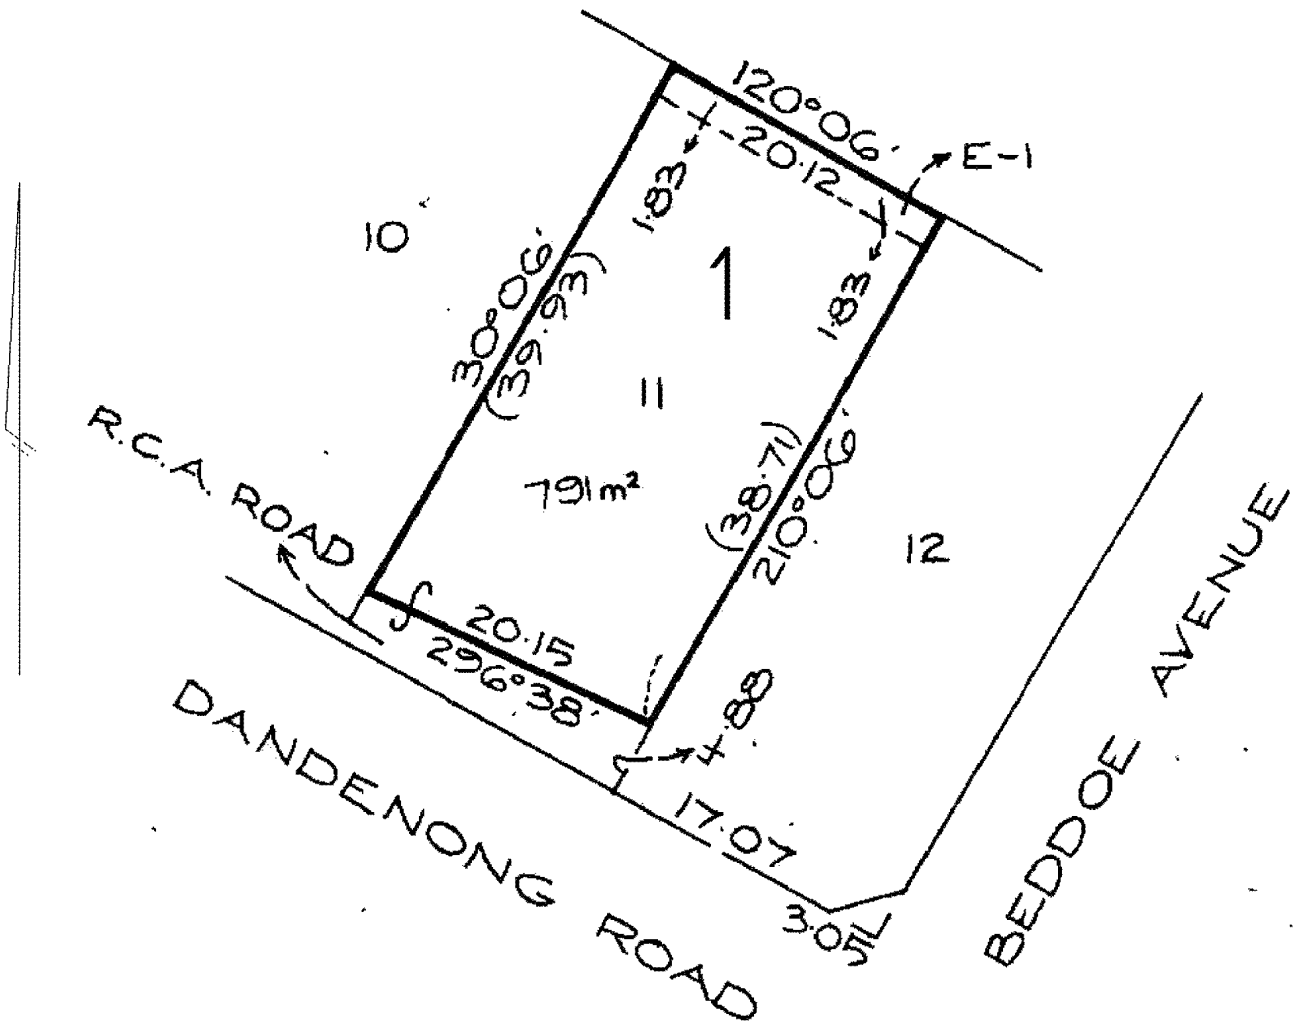 120°06'
20·12
E-1
1·83
1·83
10
30°06'
(39·93)
1
11
791m²
(38·71)
210°06'
12
R.C.A. ROAD
20·15
296°38'
4·88
17·07
3·05L
DANDENONG ROAD
BEDDOE AVENUE